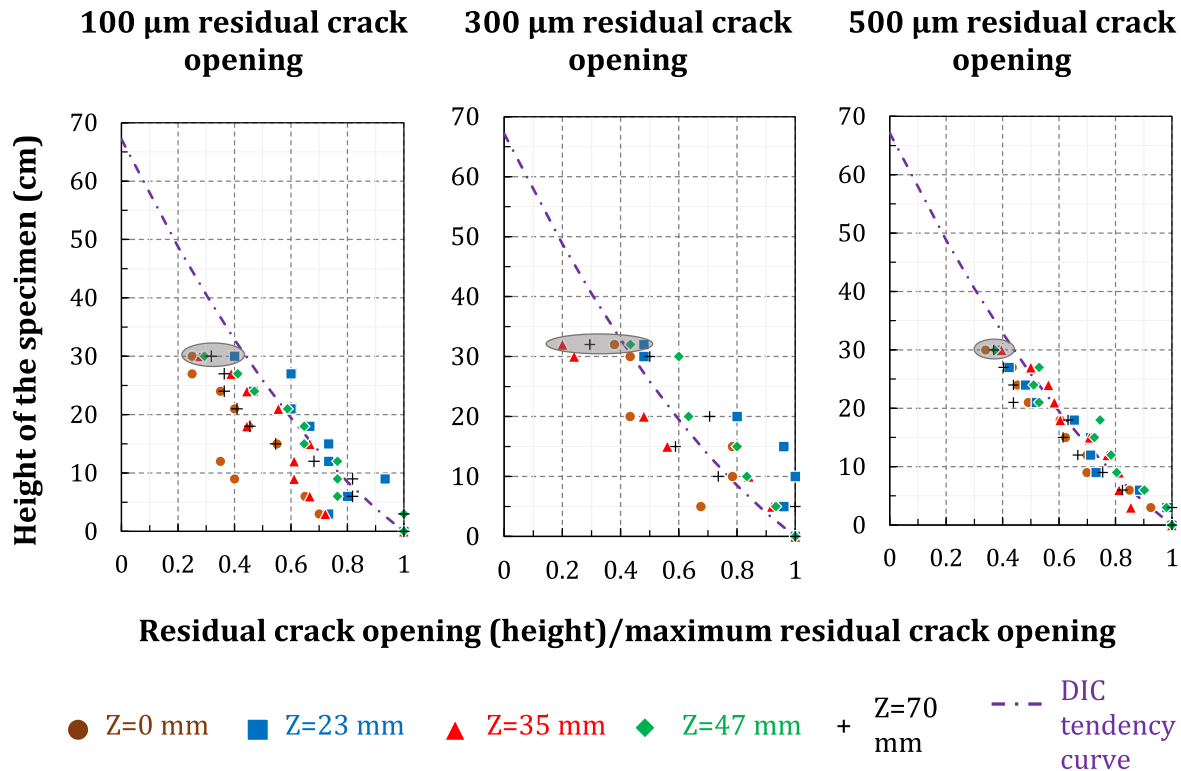 100 µm residual crack
opening
300 µm residual crack
opening
500 µm residual crack
opening
Height of the specimen (cm)
70
60
50
40
30
20
10
0
0 0.2 0.4 0.6 0.8 1
70
60
50
40
30
20
10
0
0 0.2 0.4 0.6 0.8 1
70
60
50
40
30
20
10
0
0 0.2 0.4 0.6 0.8 1
Residual crack opening (height)/maximum residual crack opening
Z=0 mm
Z=23 mm
Z=35 mm
Z=47 mm
Z=70
mm
DIC
tendency
curve